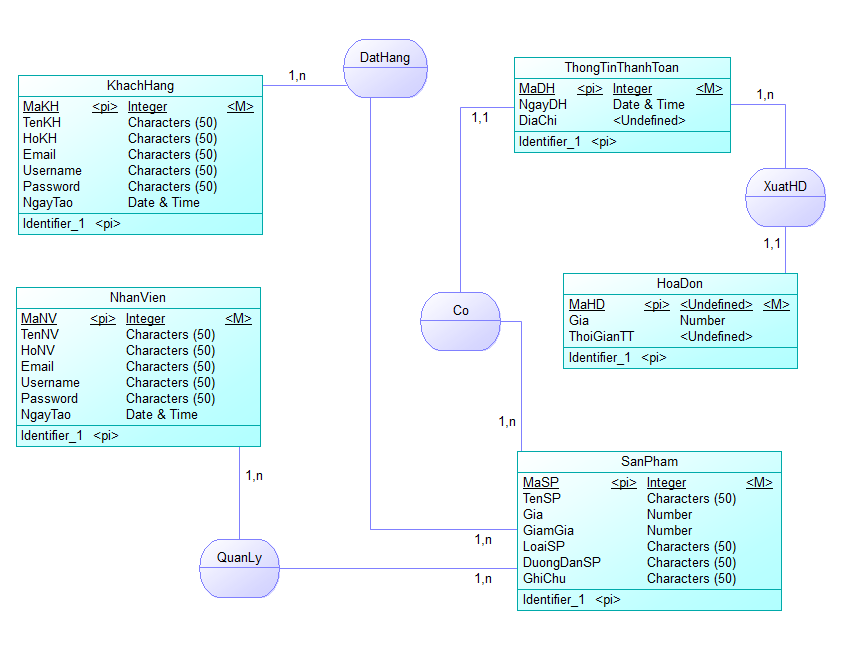 DatHang
1,n
KhachHang
MaKH <pi> Integer <M>
TenKH Characters (50)
HoKH Characters (50)
Email Characters (50)
Username Characters (50)
Password Characters (50)
NgayTao Date & Time
Identifier_1 <pi>
ThongTinThanhToan
MaDH <pi> Integer <M>
NgayDH Date & Time
DiaChi <Undefined>
Identifier_1 <pi>
1,1
1,n
XuatHD
1,1
HoaDon
MaHD <pi> <Undefined> <M>
Gia Number
ThoiGianTT <Undefined>
Identifier_1 <pi>
NhanVien
MaNV <pi> Integer <M>
TenNV Characters (50)
HoNV Characters (50)
Email Characters (50)
Username Characters (50)
Password Characters (50)
NgayTao Date & Time
Identifier_1 <pi>
Co
1,n
1,n
QuanLy
1,n
1,n
SanPham
MaSP <pi> Integer <M>
TenSP Characters (50)
Gia Number
GiamGia Number
LoaiSP Characters (50)
DuongDanSP Characters (50)
GhiChu Characters (50)
Identifier_1 <pi>